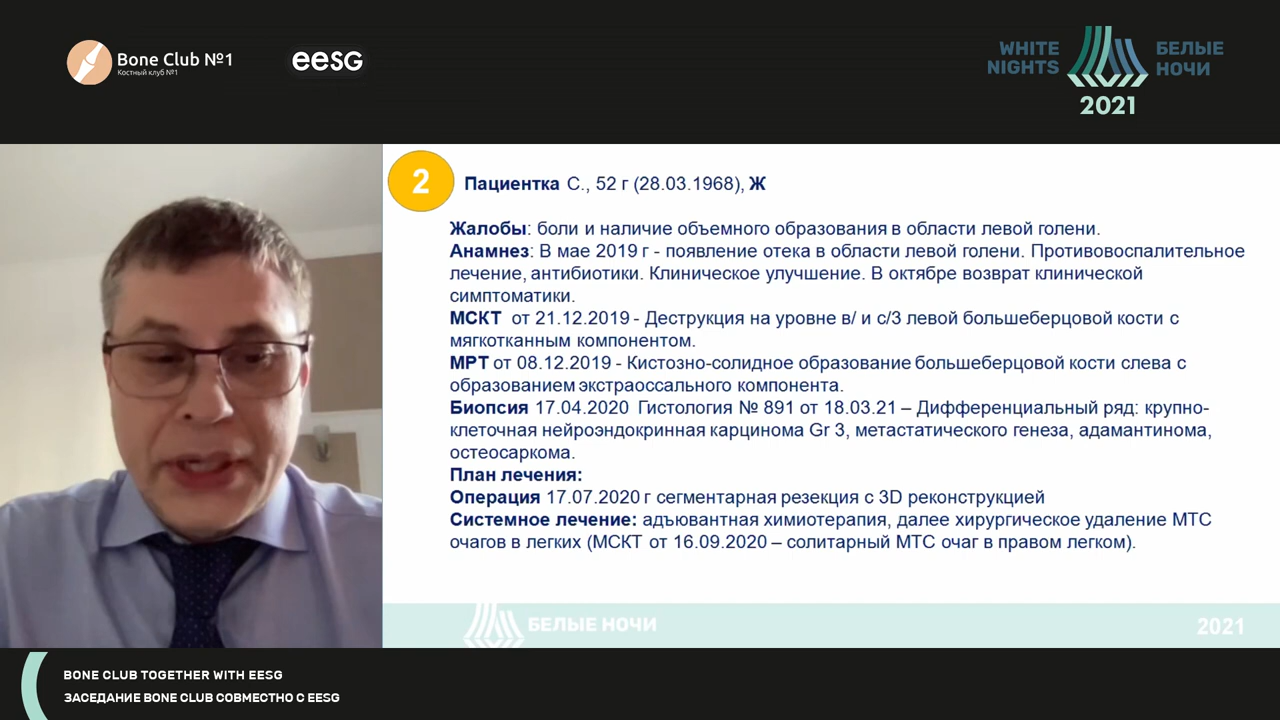 Bone Club №1
Костный клуб №1
eesg
WHITE NIGHTS
БЕЛЫЕ НОЧИ
2021
2
Пациентка С., 52 г (28.03.1968), Ж
Жалобы: боли и наличие объемного образования в области левой голени.
Анамнез: В мае 2019 г - появление отека в области левой голени. Противовоспалительное
лечение, антибиотики. Клиническое улучшение. В октябре возврат клинической
симптоматики.
МСКТ от 21.12.2019 - Деструкция на уровне в/ и с/3 левой большеберцовой кости с
мягкотканным компонентом.
МРТ от 08.12.2019 - Кистозно-солидное образование большеберцовой кости слева с
образованием экстраоссального компонента.
Биопсия 17.04.2020 Гистология № 891 от 18.03.21 – Дифференциальный ряд: крупно-
клеточная нейроэндокринная карцинома Gr 3, метастатического генеза, адамантинома,
остеосаркома.
План лечения:
Операция 17.07.2020 г сегментарная резекция с 3D реконструкцией
Системное лечение: адъювантная химиотерапия, далее хирургическое удаление МТС
очагов в легких (МСКТ от 16.09.2020 – солитарный МТС очаг в правом легком).
БЕЛЫЕ НОЧИ
2021
BONE CLUB TOGETHER WITH EESG
ЗАСЕДАНИЕ BONE CLUB СОВМЕСТНО С EESG